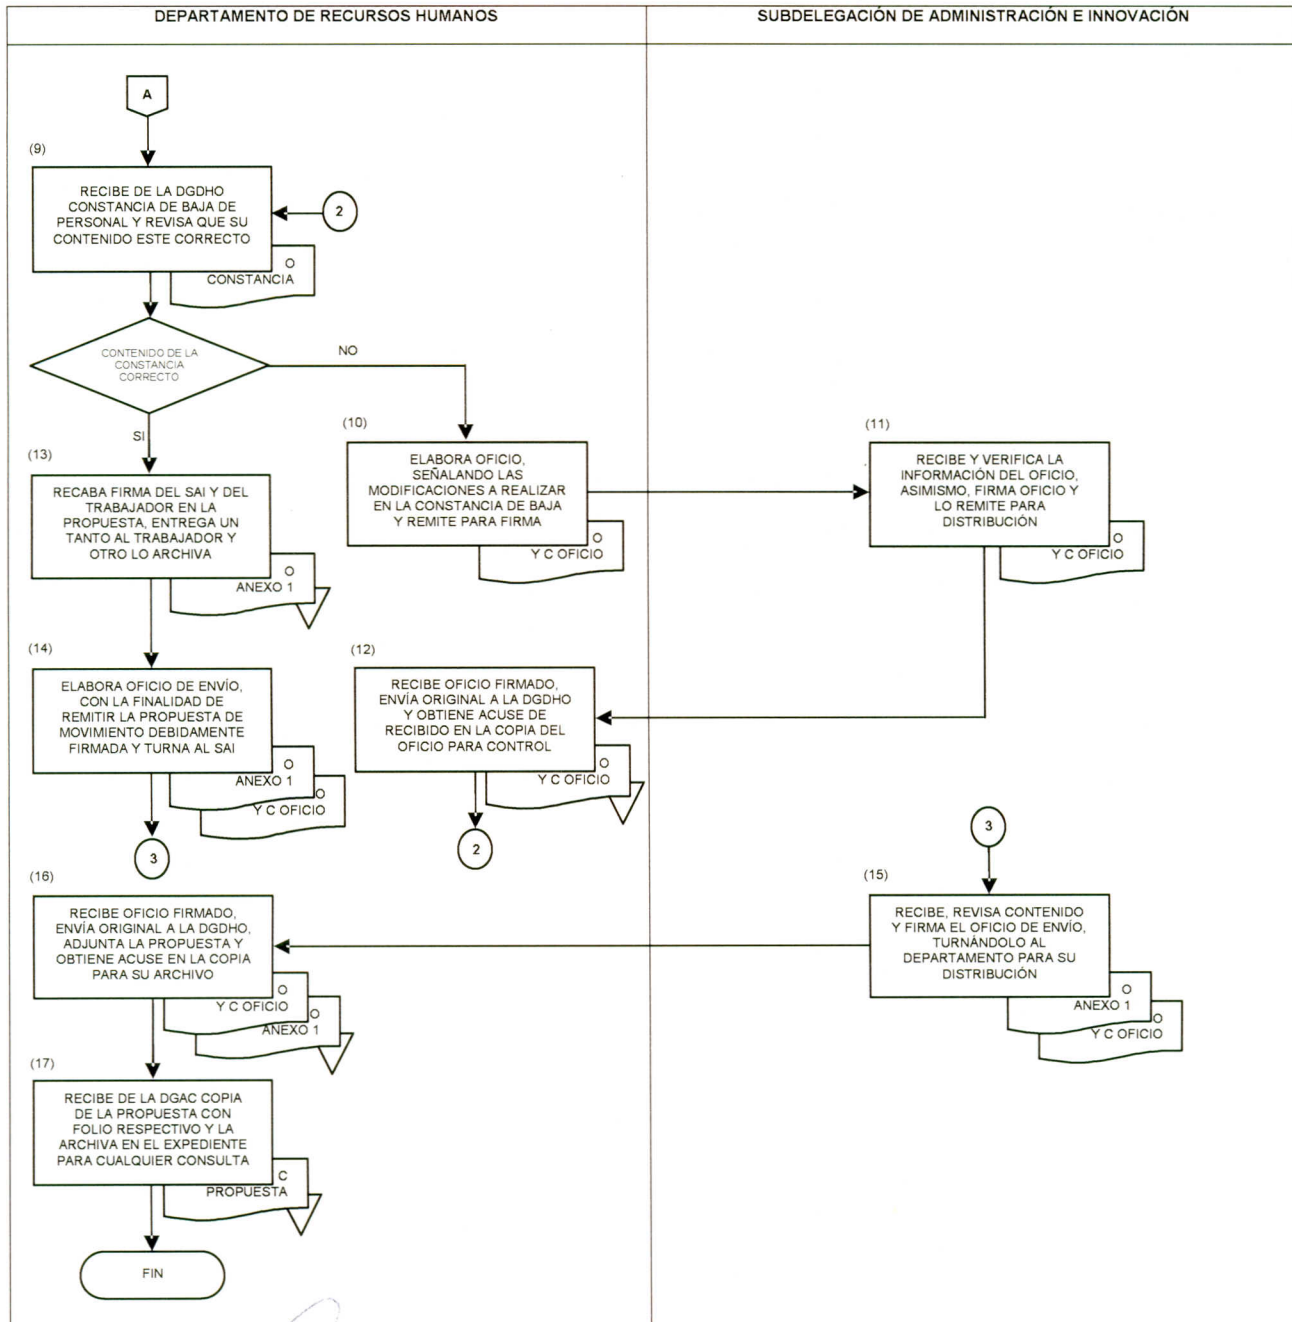 DEPARTAMENTO DE RECURSOS HUMANOS
SUBDELEGACIÓN DE ADMINISTRACIÓN E INNOVACIÓN
A
(9)
RECIBE DE LA DGDHO
CONSTANCIA DE BAJA DE
PERSONAL Y REVISA QUE SU
CONTENIDO ESTE CORRECTO
2
O
CONSTANCIA
CONTENIDO DE LA
CONSTANCIA
CORRECTO
NO
SI
(10)
ELABORA OFICIO,
SEÑALANDO LAS
MODIFICACIONES A REALIZAR
EN LA CONSTANCIA DE BAJA
Y REMITE PARA FIRMA
O
Y C OFICIO
(11)
RECIBE Y VERIFICA LA
INFORMACIÓN DEL OFICIO,
ASIMISMO, FIRMA OFICIO Y
LO REMITE PARA
DISTRIBUCIÓN
O
Y C OFICIO
(13)
RECABA FIRMA DEL SAI Y DEL
TRABAJADOR EN LA
PROPUESTA, ENTREGA UN
TANTO AL TRABAJADOR Y
OTRO LO ARCHIVA
O
ANEXO 1
(14)
ELABORA OFICIO DE ENVÍO,
CON LA FINALIDAD DE
REMITIR LA PROPUESTA DE
MOVIMIENTO DEBIDAMENTE
FIRMADA Y TURNA AL SAI
O
ANEXO 1
O
Y C OFICIO
3
(12)
RECIBE OFICIO FIRMADO,
ENVÍA ORIGINAL A LA DGDHO
Y OBTIENE ACUSE DE
RECIBIDO EN LA COPIA DEL
OFICIO PARA CONTROL
O
Y C OFICIO
2
3
(15)
RECIBE, REVISA CONTENIDO
Y FIRMA EL OFICIO DE ENVÍO,
TURNÁNDOLO AL
DEPARTAMENTO PARA SU
DISTRIBUCIÓN
O
ANEXO 1
O
Y C OFICIO
(16)
RECIBE OFICIO FIRMADO,
ENVÍA ORIGINAL A LA DGDHO,
ADJUNTA LA PROPUESTA Y
OBTIENE ACUSE EN LA COPIA
PARA SU ARCHIVO
O
Y C OFICIO
O
ANEXO 1
(17)
RECIBE DE LA DGAC COPIA
DE LA PROPUESTA CON
FOLIO RESPECTIVO Y LA
ARCHIVA EN EL EXPEDIENTE
PARA CUALQUIER CONSULTA
C
PROPUESTA
FIN